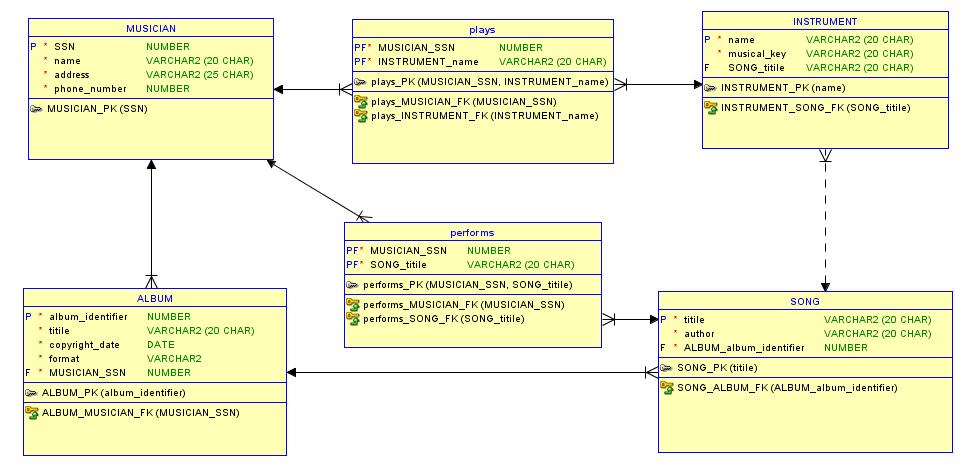 MUSICIAN
P * SSN NUMBER
* name VARCHAR2 (20 CHAR)
* address VARCHAR2 (25 CHAR)
* phone_number NUMBER
MUSICIAN_PK (SSN)
plays
PF* MUSICIAN_SSN NUMBER
PF* INSTRUMENT_name VARCHAR2 (20 CHAR)
plays_PK (MUSICIAN_SSN, INSTRUMENT_name)
plays_MUSICIAN_FK (MUSICIAN_SSN)
plays_INSTRUMENT_FK (INSTRUMENT_name)
INSTRUMENT
P * name VARCHAR2 (20 CHAR)
* musical_key VARCHAR2 (20 CHAR)
F SONG_titile VARCHAR2 (20 CHAR)
INSTRUMENT_PK (name)
INSTRUMENT_SONG_FK (SONG_titile)
performs
PF* MUSICIAN_SSN NUMBER
PF* SONG_titile VARCHAR2 (20 CHAR)
performs_PK (MUSICIAN_SSN, SONG_titile)
performs_MUSICIAN_FK (MUSICIAN_SSN)
performs_SONG_FK (SONG_titile)
ALBUM
P * album_identifier NUMBER
* titile VARCHAR2 (20 CHAR)
* copyright_date DATE
* format VARCHAR2
F * MUSICIAN_SSN NUMBER
ALBUM_PK (album_identifier)
ALBUM_MUSICIAN_FK (MUSICIAN_SSN)
SONG
P * titile VARCHAR2 (20 CHAR)
* author VARCHAR2 (20 CHAR)
F * ALBUM_album_identifier NUMBER
SONG_PK (titile)
SONG_ALBUM_FK (ALBUM_album_identifier)